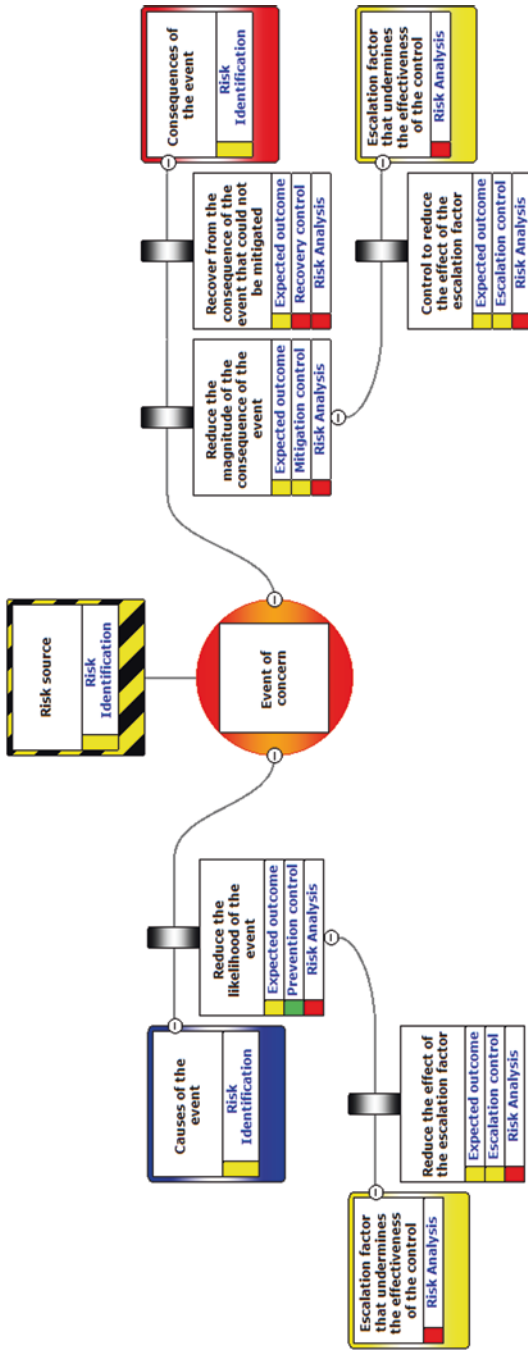 Risk source
Risk
Identification
Event of
concern
Causes of the
event
Risk
Identification
Reduce the
likelihood of the
event
Expected outcome
Prevention control
Risk Analysis
Escalation factor
that undermines
the effectiveness
of the control
Risk Analysis
Reduce the effect of
the escalation factor
Expected outcome
Escalation control
Risk Analysis
Reduce the
magnitude of the
consequence of the
event
Expected outcome
Mitigation control
Risk Analysis
Recover from the
consequence of the
event that could not
be mitigated
Expected outcome
Recovery control
Risk Analysis
Consequences of
the event
Risk
Identification
Control to reduce
the effect of the
escalation factor
Expected outcome
Escalation control
Risk Analysis
Escalation factor
that undermines
the effectiveness
of the control
Risk Analysis